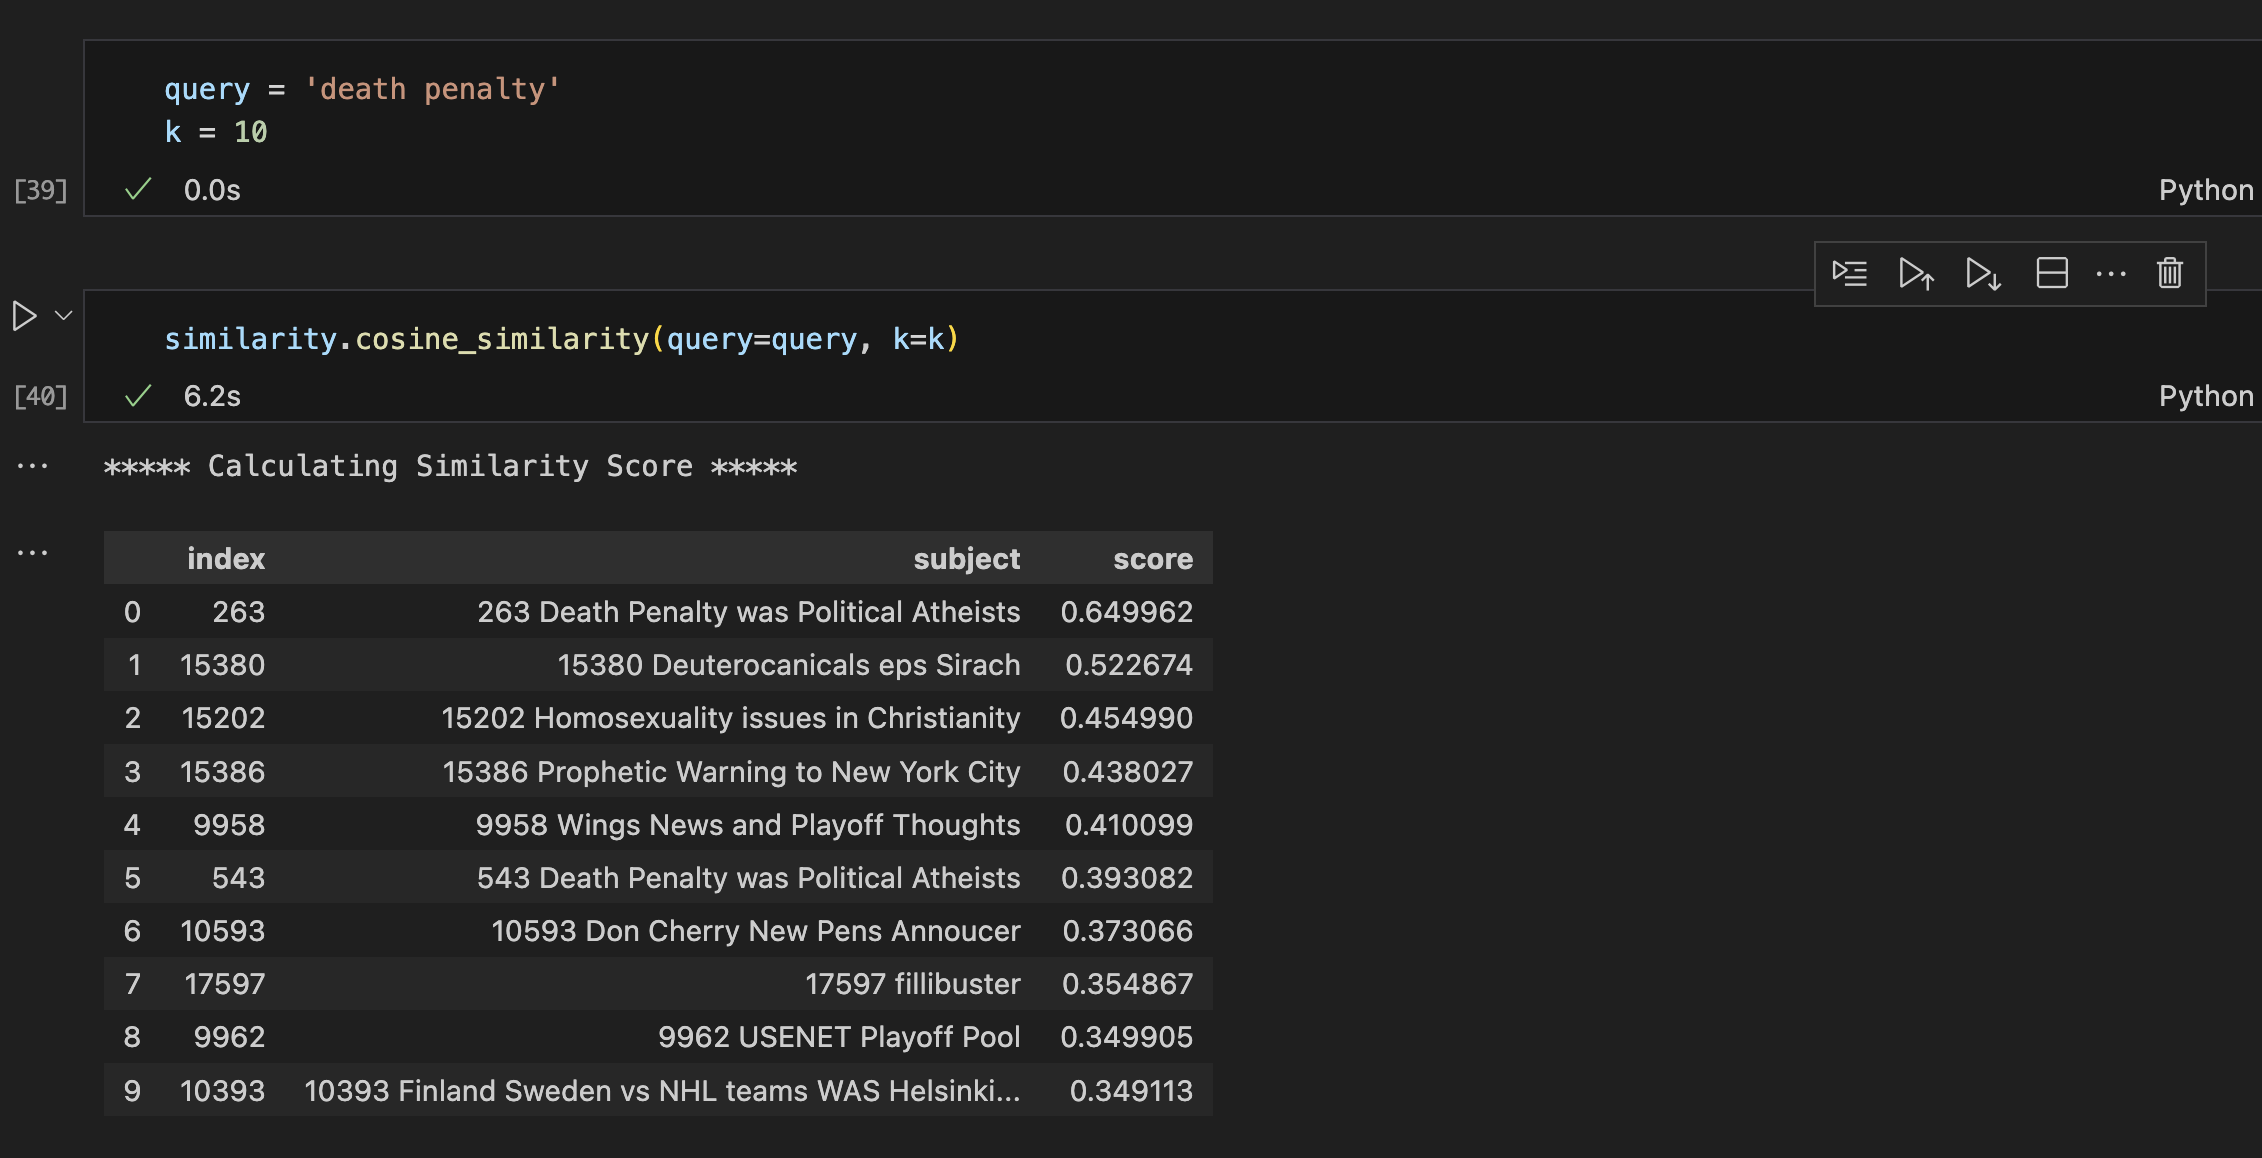 query = 'death penalty'
k = 10
[39] 0.0s Python
similarity.cosine_similarity(query=query, k=k)
[40] 6.2s Python
***** Calculating Similarity Score *****
index subject score
0 263 263 Death Penalty was Political Atheists 0.649962
1 15380 15380 Deuterocanicals eps Sirach 0.522674
2 15202 15202 Homosexuality issues in Christianity 0.454990
3 15386 15386 Prophetic Warning to New York City 0.438027
4 9958 9958 Wings News and Playoff Thoughts 0.410099
5 543 543 Death Penalty was Political Atheists 0.393082
6 10593 10593 Don Cherry New Pens Annoucer 0.373066
7 17597 17597 fillibuster 0.354867
8 9962 9962 USENET Playoff Pool 0.349905
9 10393 10393 Finland Sweden vs NHL teams WAS Helsinki... 0.349113